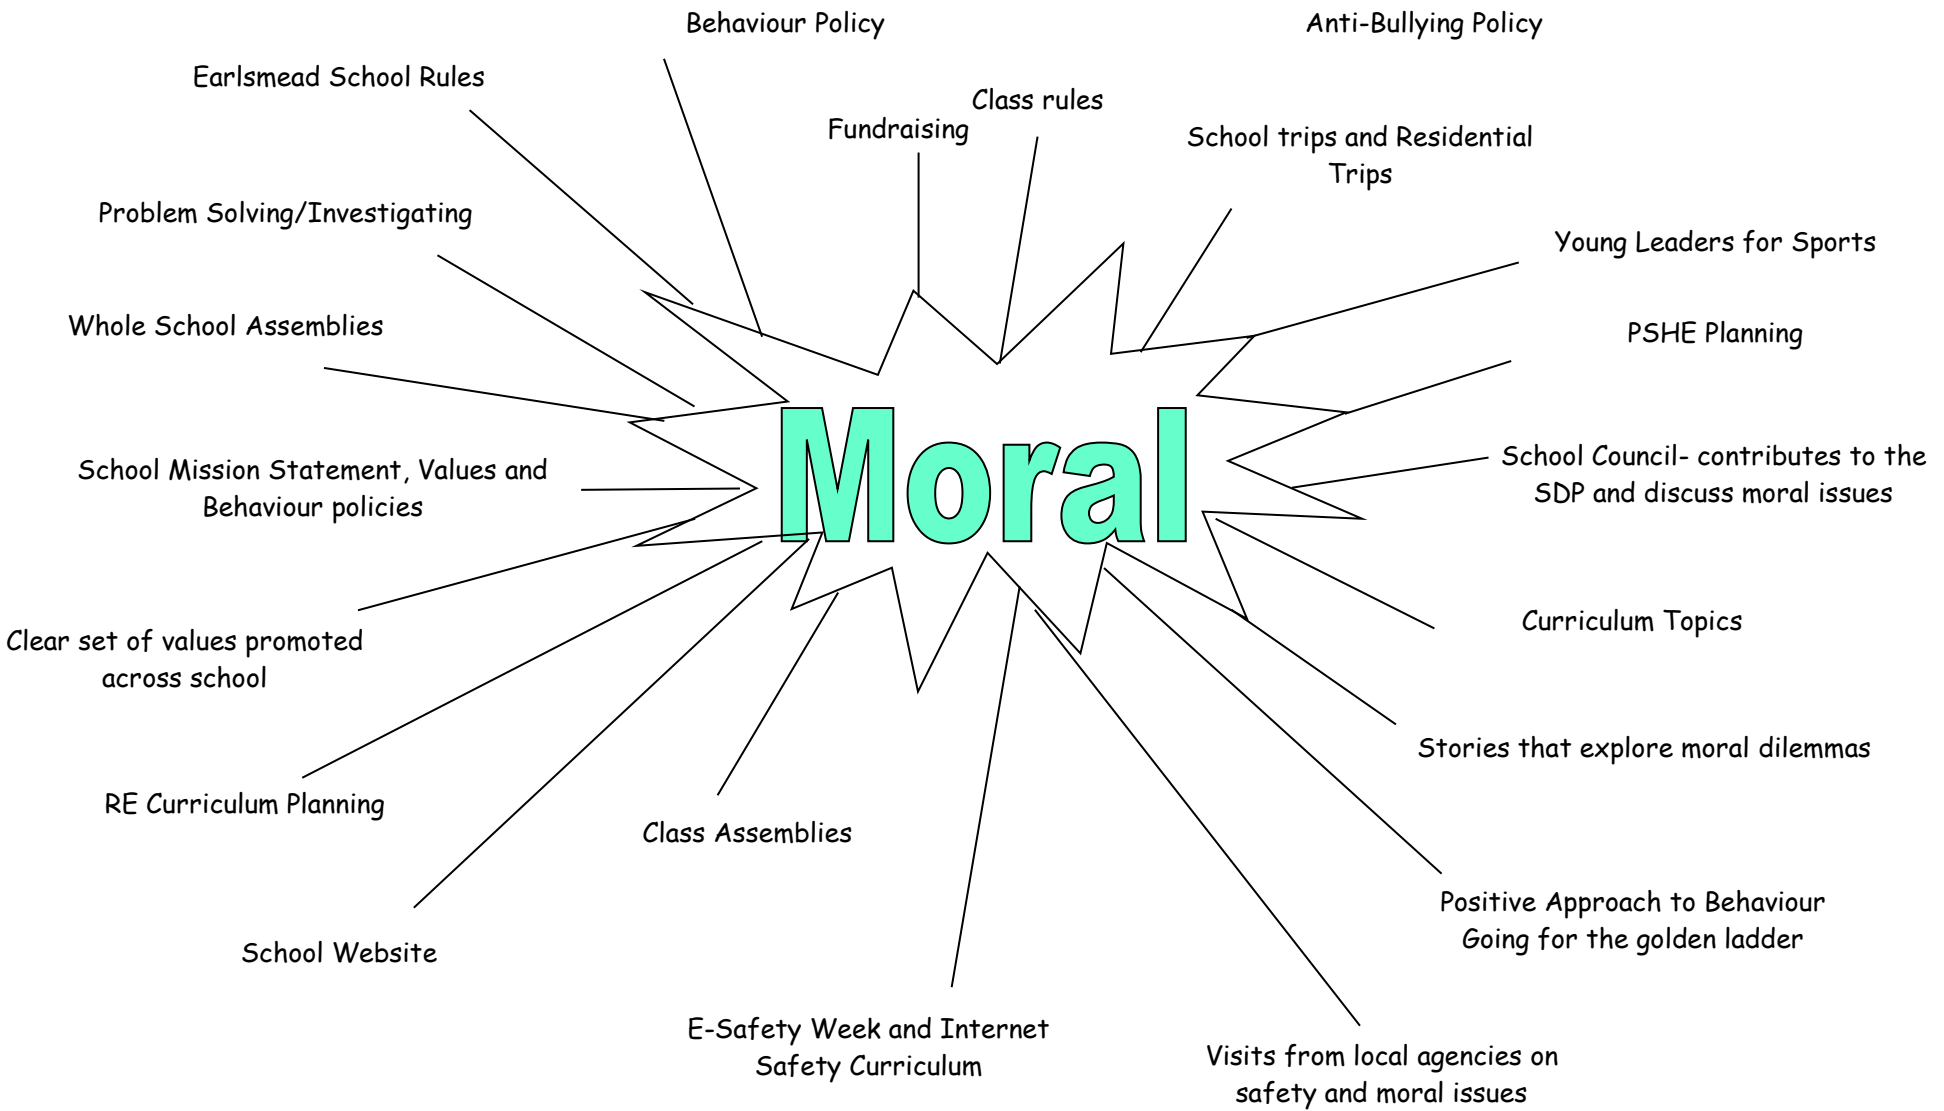 Behaviour Policy
Anti-Bullying Policy
Earlsmead School Rules
Class rules
Fundraising
School trips and Residential
Trips
Problem Solving/Investigating
Young Leaders for Sports
Whole School Assemblies
PSHE Planning
Moral
School Mission Statement, Values and
Behaviour policies
School Council- contributes to the
SDP and discuss moral issues
Clear set of values promoted
across school
Curriculum Topics
Stories that explore moral dilemmas
RE Curriculum Planning
Class Assemblies
Positive Approach to Behaviour
Going for the golden ladder
School Website
E-Safety Week and Internet
Safety Curriculum
Visits from local agencies on
safety and moral issues